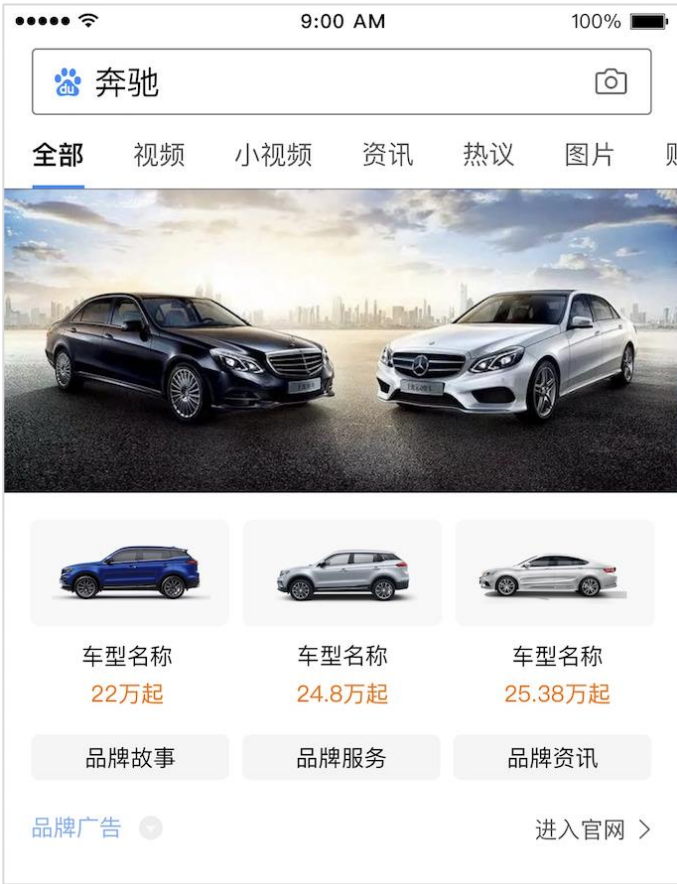 9:00 AM
100%
du 奔驰
全部 视频 小视频 资讯 热议 图片
车型名称 车型名称 车型名称
22万起 24.8万起 25.38万起
品牌故事 品牌服务 品牌资讯
品牌广告
进入官网